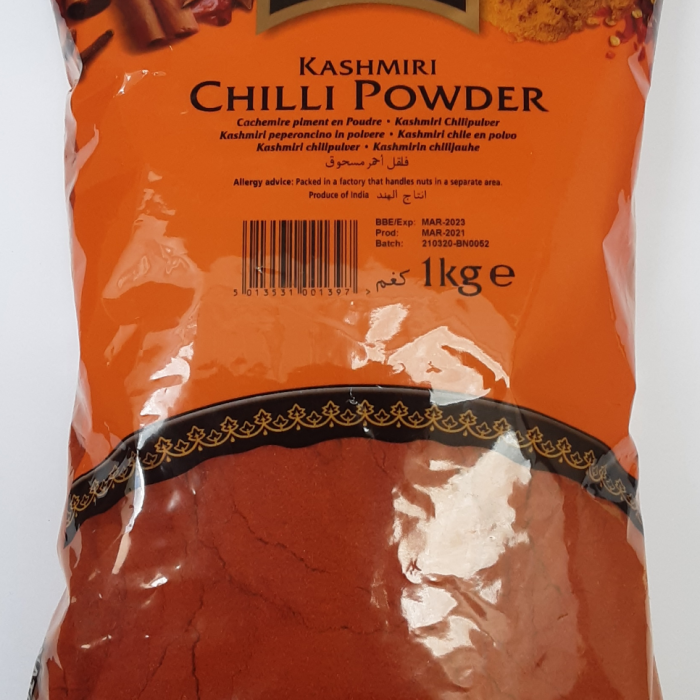 KASHMIRI
CHILLI POWDER
Cachemire piment en Poudre • Kashmiri Chilipulver
Kashmiri peperoncino in polvere • Kashmiri chile en polvo
Kashmiri chilipulver • Kashmirin chilijauhe
فلفل أحمر مسحوق
Allergy advice: Packed in a factory that handles nuts in a separate area.
Produce of India انتاج الهند
BBE/Exp: MAR-2023
Prod: MAR-2021
Batch: 210320-BN0052
5 013531 001397 >
كغم 1kg e